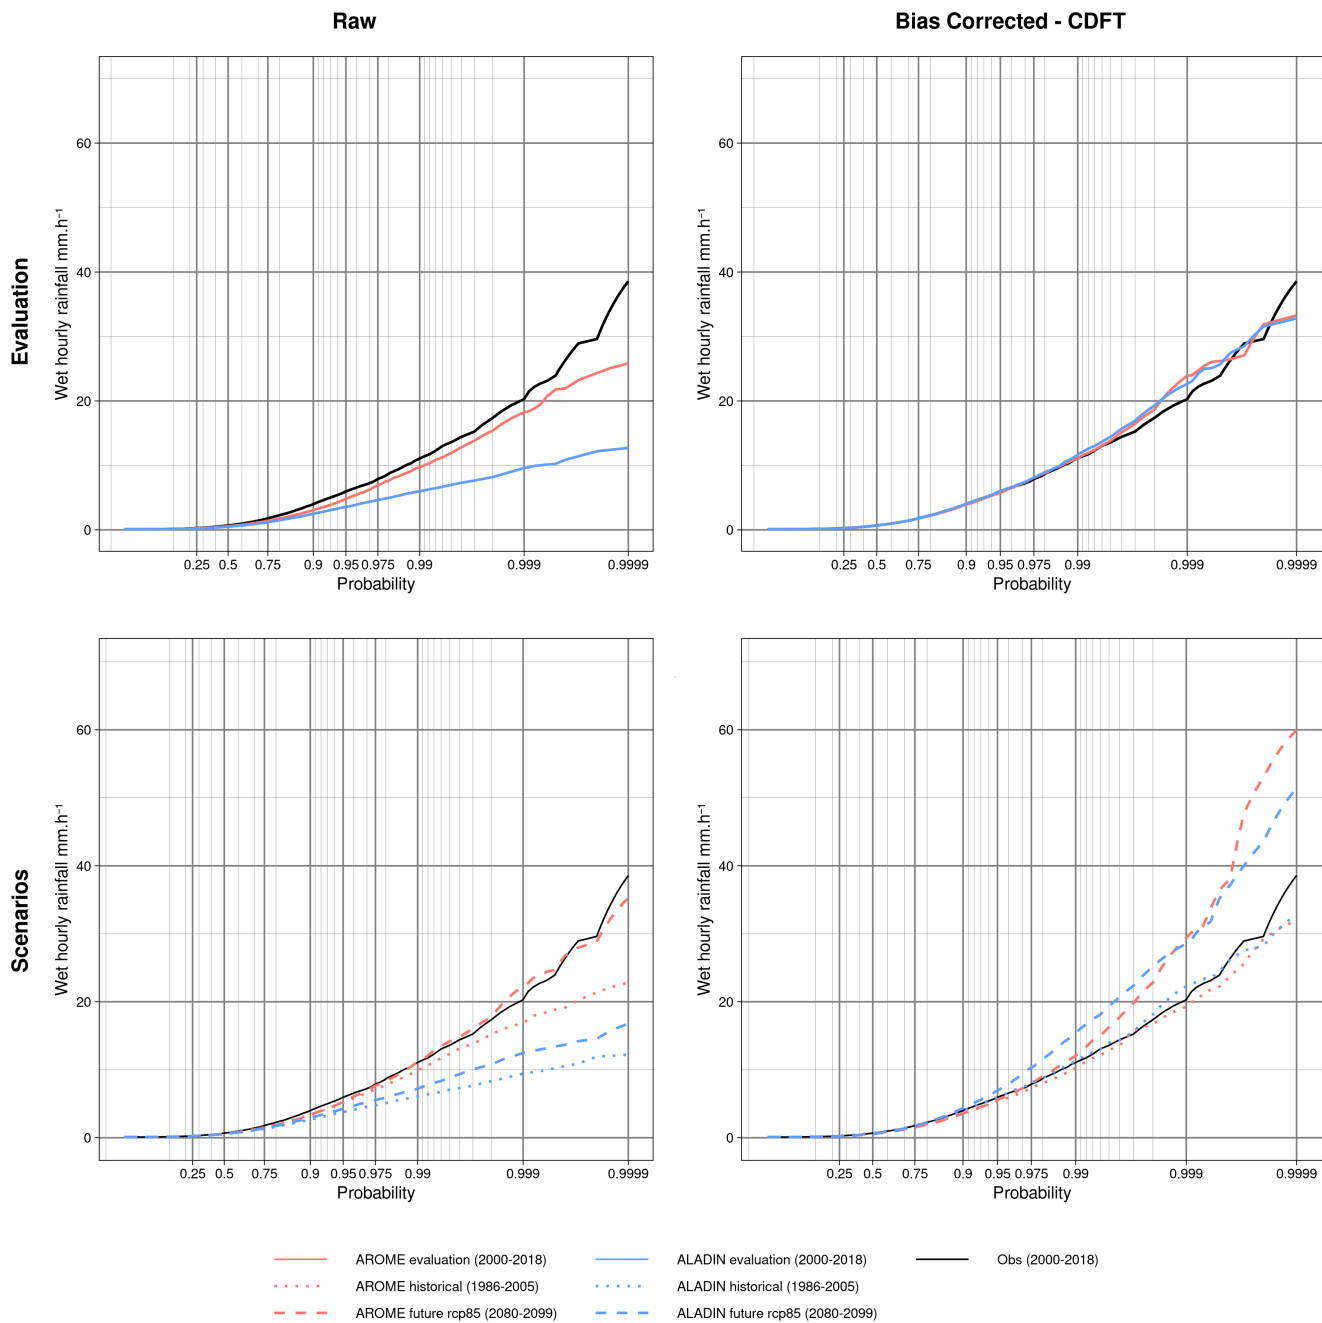 Raw
Bias Corrected - CDFT
Evaluation
Wet hourly rainfall mm.h⁻¹
60
40
20
0
0.25 0.5 0.75 0.9 0.95 0.975 0.99 0.999 0.9999
Probability
Wet hourly rainfall mm.h⁻¹
60
40
20
0
0.25 0.5 0.75 0.9 0.95 0.975 0.99 0.999 0.9999
Probability
Scenarios
Wet hourly rainfall mm.h⁻¹
60
40
20
0
0.25 0.5 0.75 0.9 0.95 0.975 0.99 0.999 0.9999
Probability
Wet hourly rainfall mm.h⁻¹
60
40
20
0
0.25 0.5 0.75 0.9 0.95 0.975 0.99 0.999 0.9999
Probability
AROME evaluation (2000-2018) ALADIN evaluation (2000-2018) Obs (2000-2018)
AROME historical (1986-2005) ALADIN historical (1986-2005)
AROME future rcp85 (2080-2099) ALADIN future rcp85 (2080-2099)